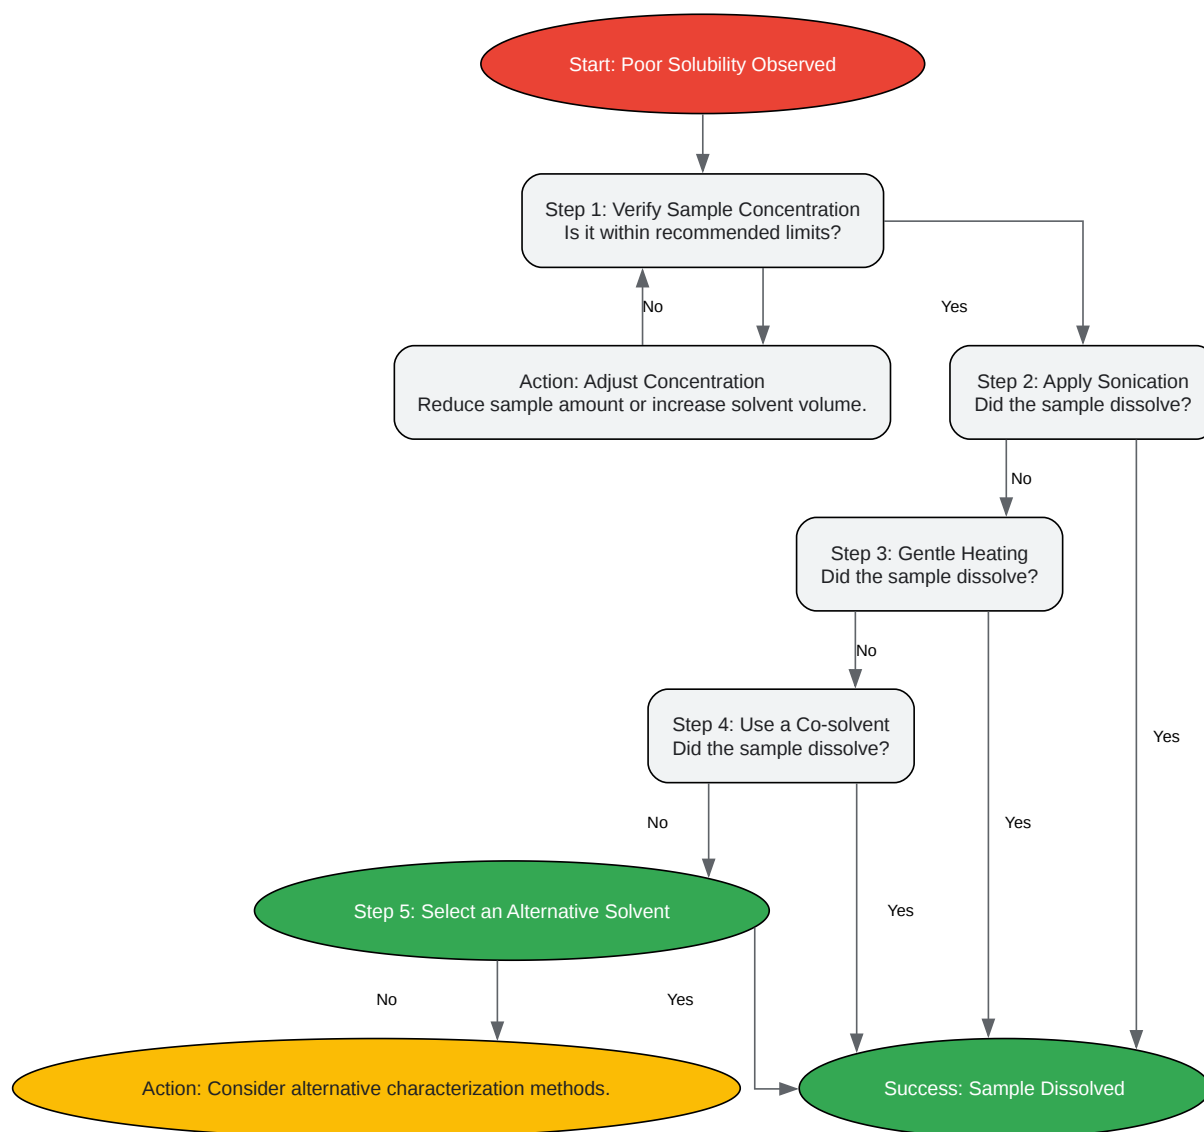 Start: Poor Solubility Observed
Step 1: Verify Sample Concentration
Is it within recommended limits?
No
Yes
Action: Adjust Concentration
Reduce sample amount or increase solvent volume.
Step 2: Apply Sonication
Did the sample dissolve?
No
Step 3: Gentle Heating
Did the sample dissolve?
No
Step 4: Use a Co-solvent
Did the sample dissolve?
Yes
No
Yes
Step 5: Select an Alternative Solvent
Yes
No
Yes
Action: Consider alternative characterization methods.
Success: Sample Dissolved